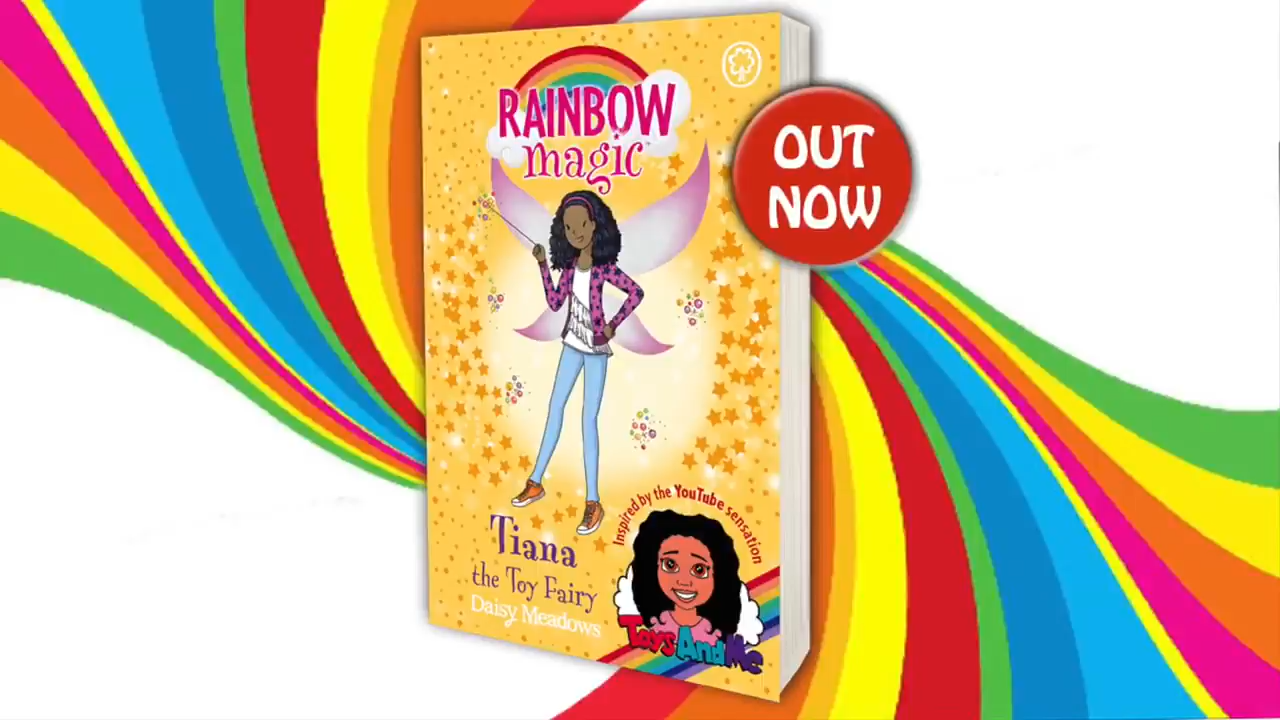 RAINBOW
magic
OUT
NOW
Inspired by the YouTube sensation
Tiana
the Toy Fairy
Daisy Meadows
ToysAndMe